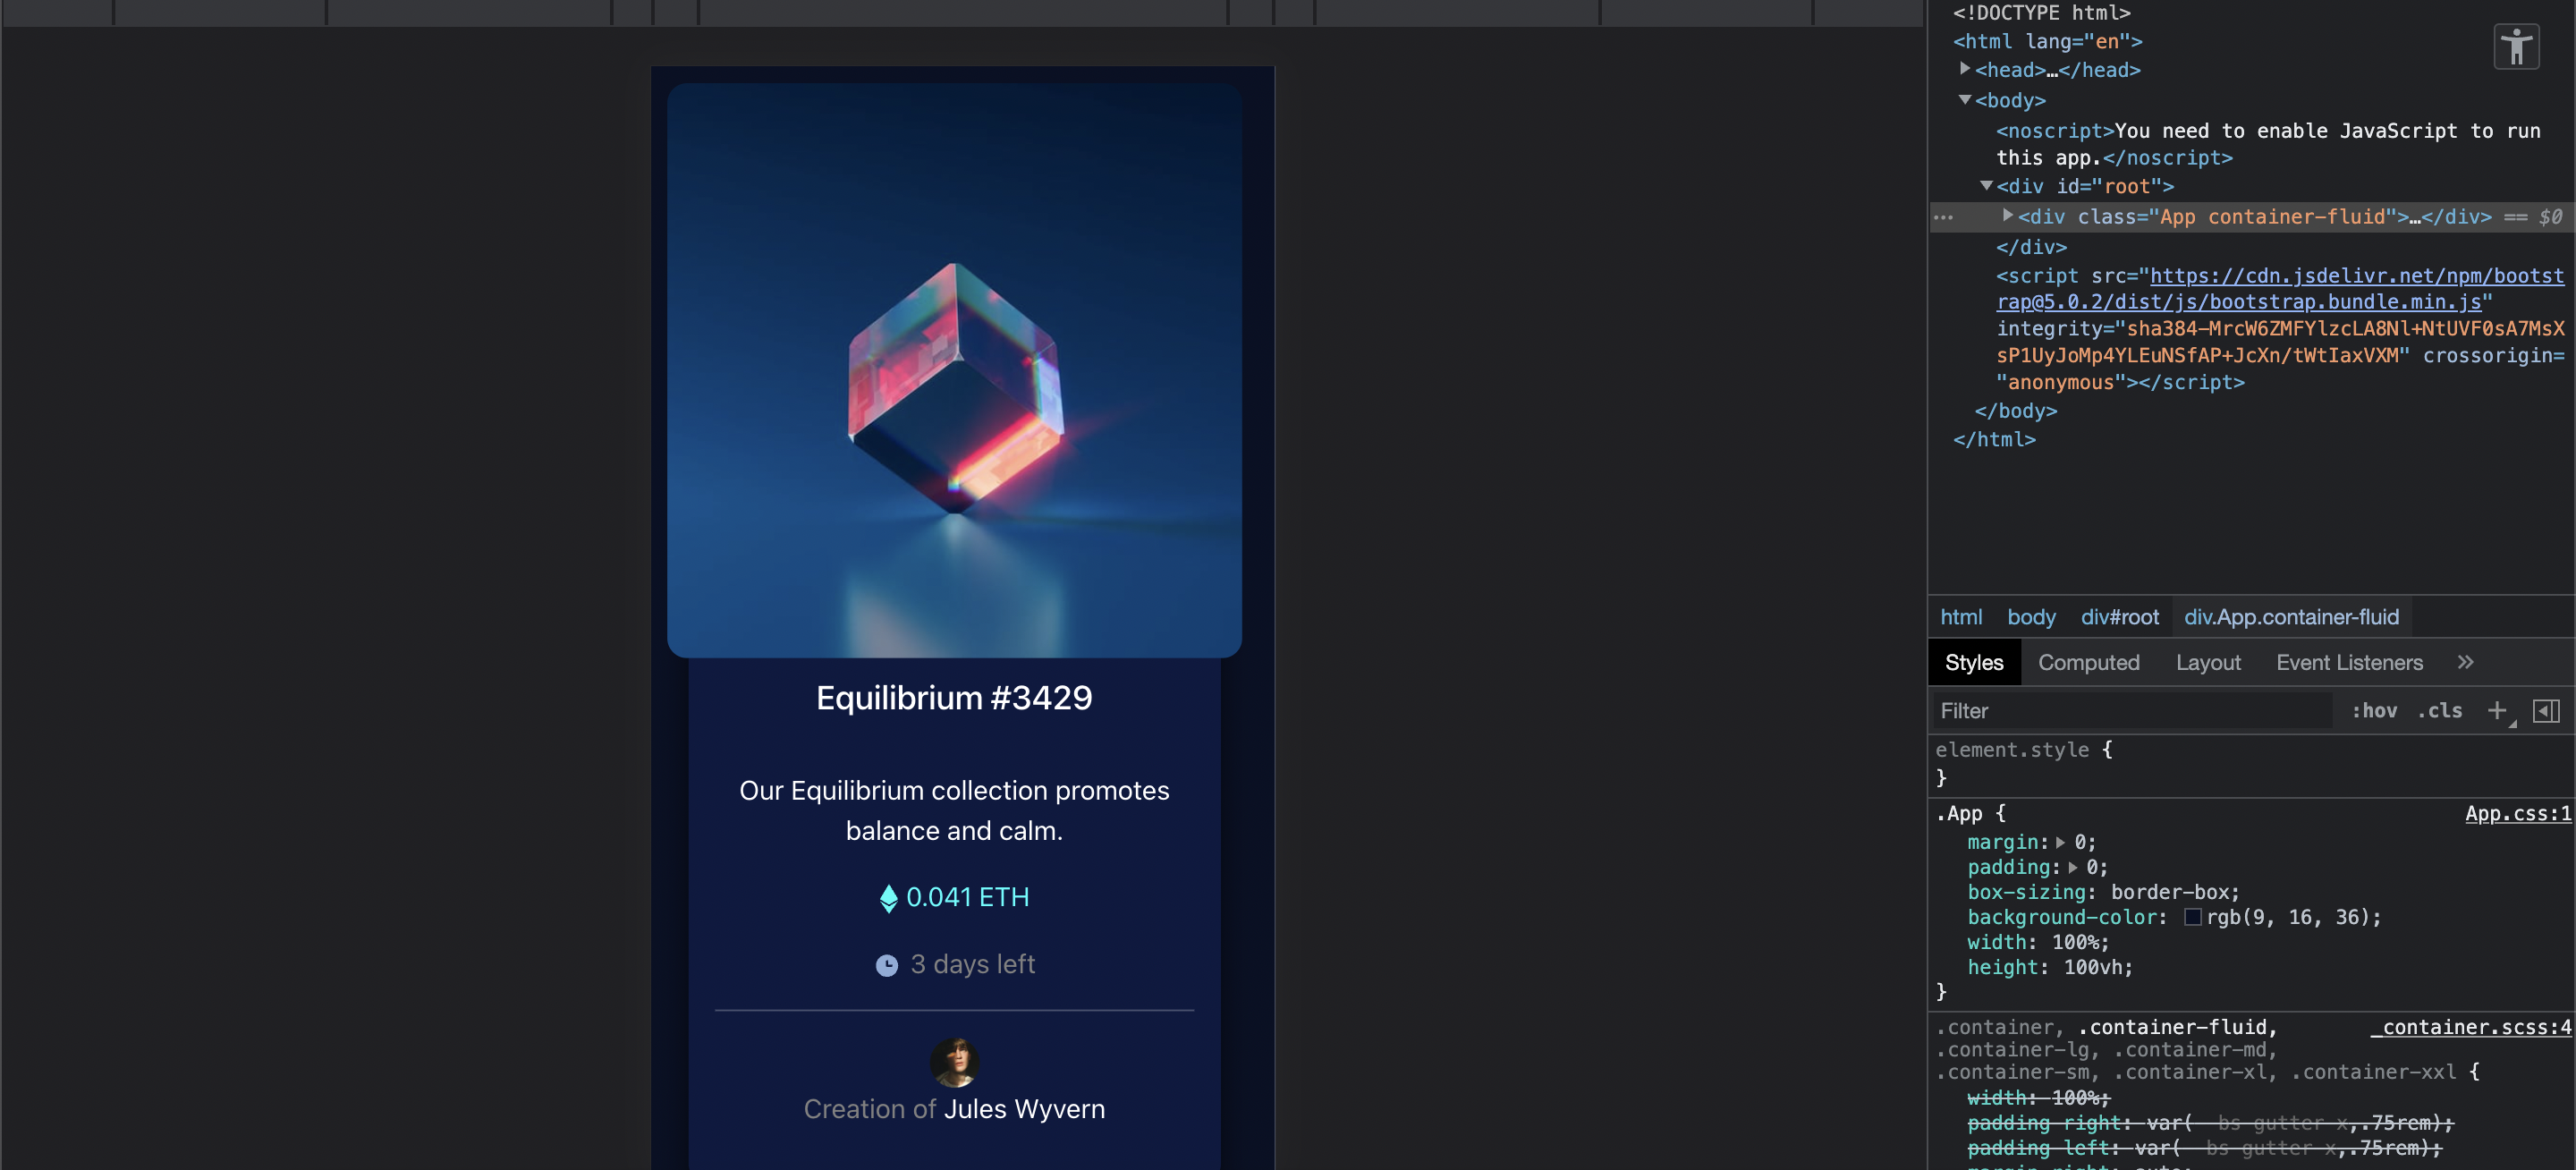 Equilibrium #3429
Our Equilibrium collection promotes
balance and calm.
0.041 ETH
3 days left
Creation of Jules Wyvern
<!DOCTYPE html>
<html lang="en">
<head>…</head>
<body>
<noscript>You need to enable JavaScript to run
this app.</noscript>
<div id="root">
<div class="App container-fluid">…</div> == $0
</div>
<script src="https://cdn.jsdelivr.net/npm/bootst
rap@5.0.2/dist/js/bootstrap.bundle.min.js"
integrity="sha384-MrcW6ZMFYlzcLA8Nl+NtUVF0sA7MsX
sP1UyJoMp4YLEuNSfAP+JcXn/tWtIaxVXM" crossorigin=
"anonymous"></script>
</body>
</html>
html body div#root div.App.container-fluid
Styles Computed Layout Event Listeners »
Filter :hov .cls +
element.style {
}
.App { App.css:1
margin: 0;
padding: 0;
box-sizing: border-box;
background-color: rgb(9, 16, 36);
width: 100%;
height: 100vh;
}
.container, .container-fluid, _container.scss:4
.container-lg, .container-md,
.container-sm, .container-xl, .container-xxl {
width: 100%;
padding-right: var(--bs-gutter-x,.75rem);
padding-left: var(--bs-gutter-x,.75rem);
margin-right: auto;